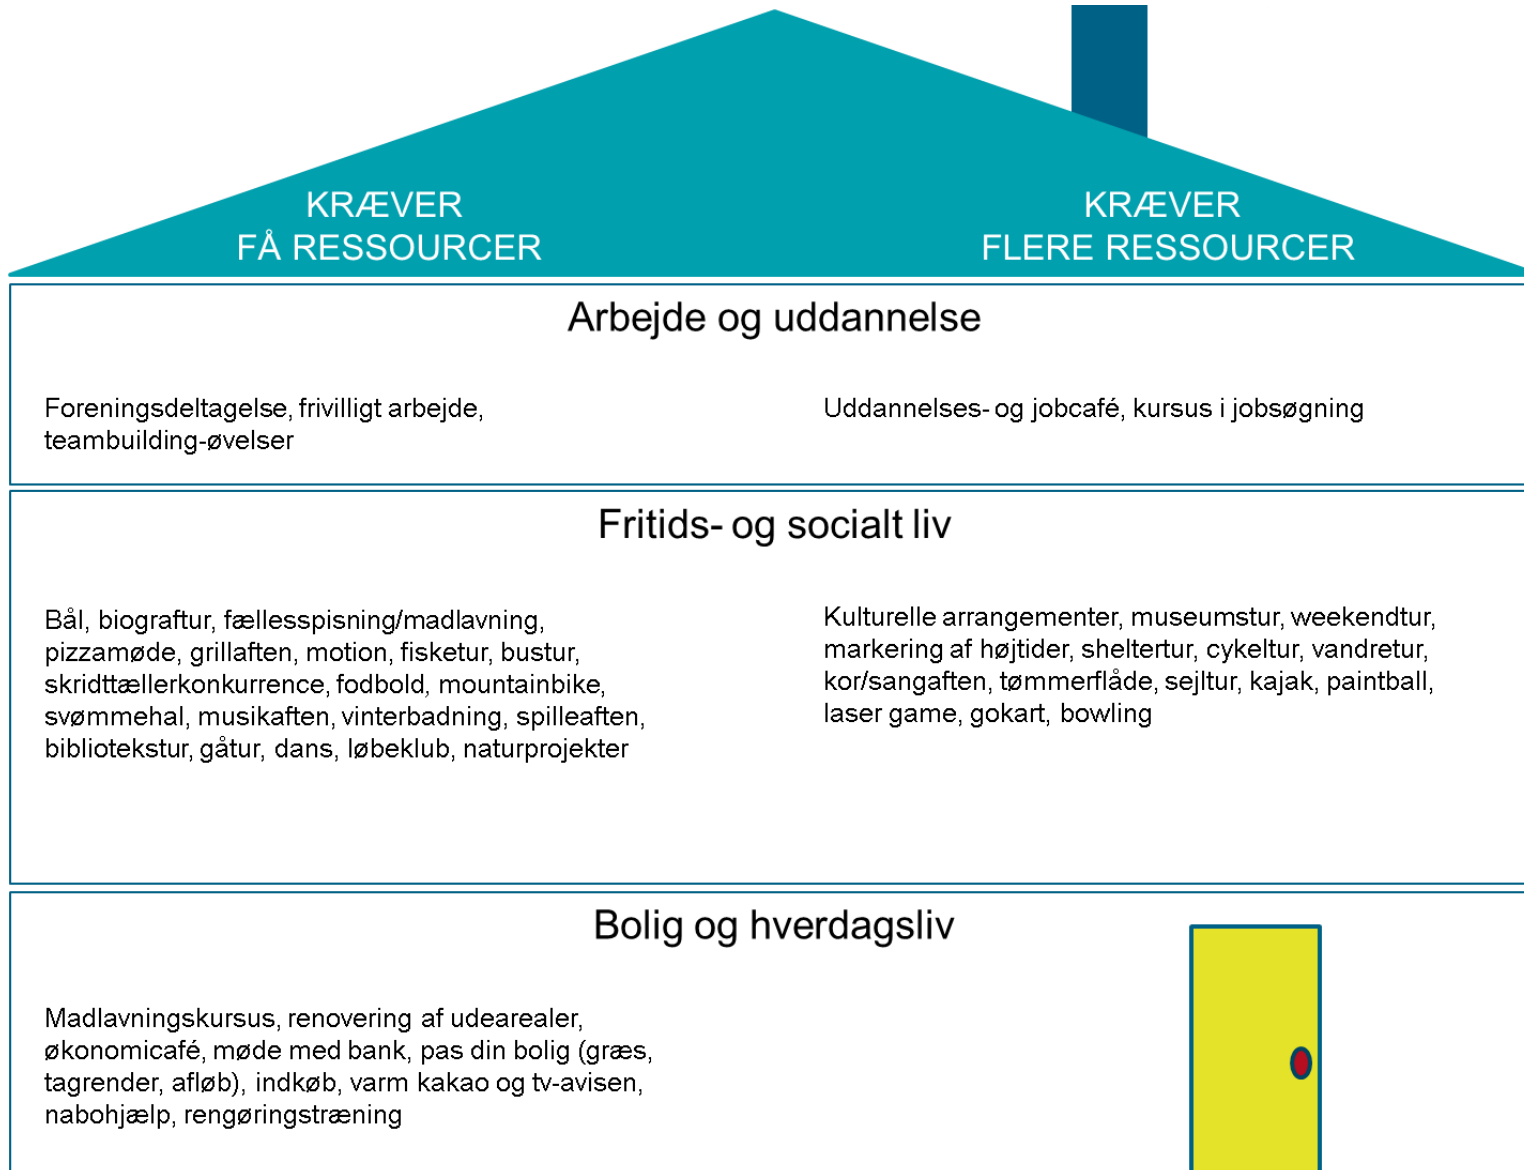 KRÆVER
FÅ RESSOURCER
KRÆVER
FLERE RESSOURCER
Arbejde og uddannelse
Foreningsdeltagelse, frivilligt arbejde,
teambuilding-øvelser
Uddannelses- og jobcafé, kursus i jobsøgning
Fritids- og socialt liv
Bål, biograftur, fællesspisning/madlavning,
pizzamøde, grillaften, motion, fisketur, bustur,
skridttællerkonkurrence, fodbold, mountainbike,
svømmehal, musikaften, vinterbadning, spilleaften,
bibliotekstur, gåtur, dans, løbeklub, naturprojekter
Kulturelle arrangementer, museumstur, weekendtur,
markering af højtider, sheltertur, cykeltur, vandretur,
kor/sangaften, tømmerflåde, sejltur, kajak, paintball,
laser game, gokart, bowling
Bolig og hverdagsliv
Madlavningskursus, renovering af udearealer,
økonomicafé, møde med bank, pas din bolig (græs,
tagrender, afløb), indkøb, varm kakao og tv-avisen,
nabohjælp, rengøringstræning